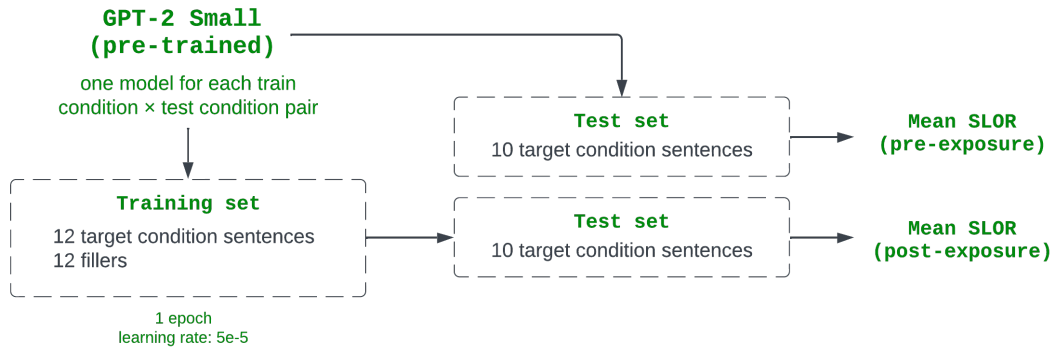 GPT-2 Small
(pre-trained)
one model for each train
condition × test condition pair
Training set
12 target condition sentences
12 fillers
1 epoch
learning rate: 5e-5
Test set
10 target condition sentences
Mean SLOR
(pre-exposure)
Test set
10 target condition sentences
Mean SLOR
(post-exposure)